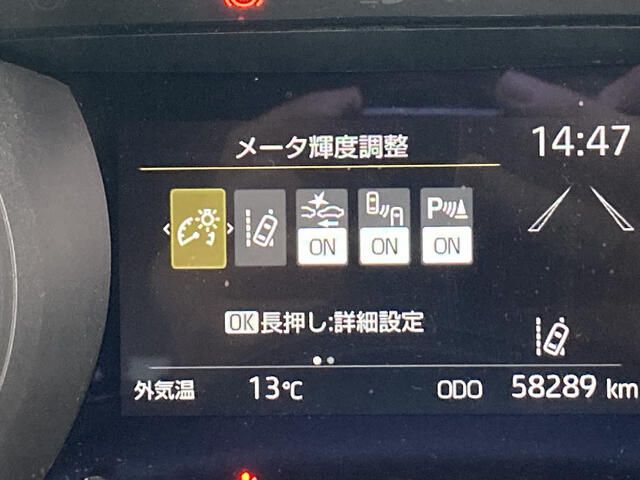 メータ輝度調整 14:47
ON ON P ON
OK長押し:詳細設定
外気温 13℃ ODO 58289 km